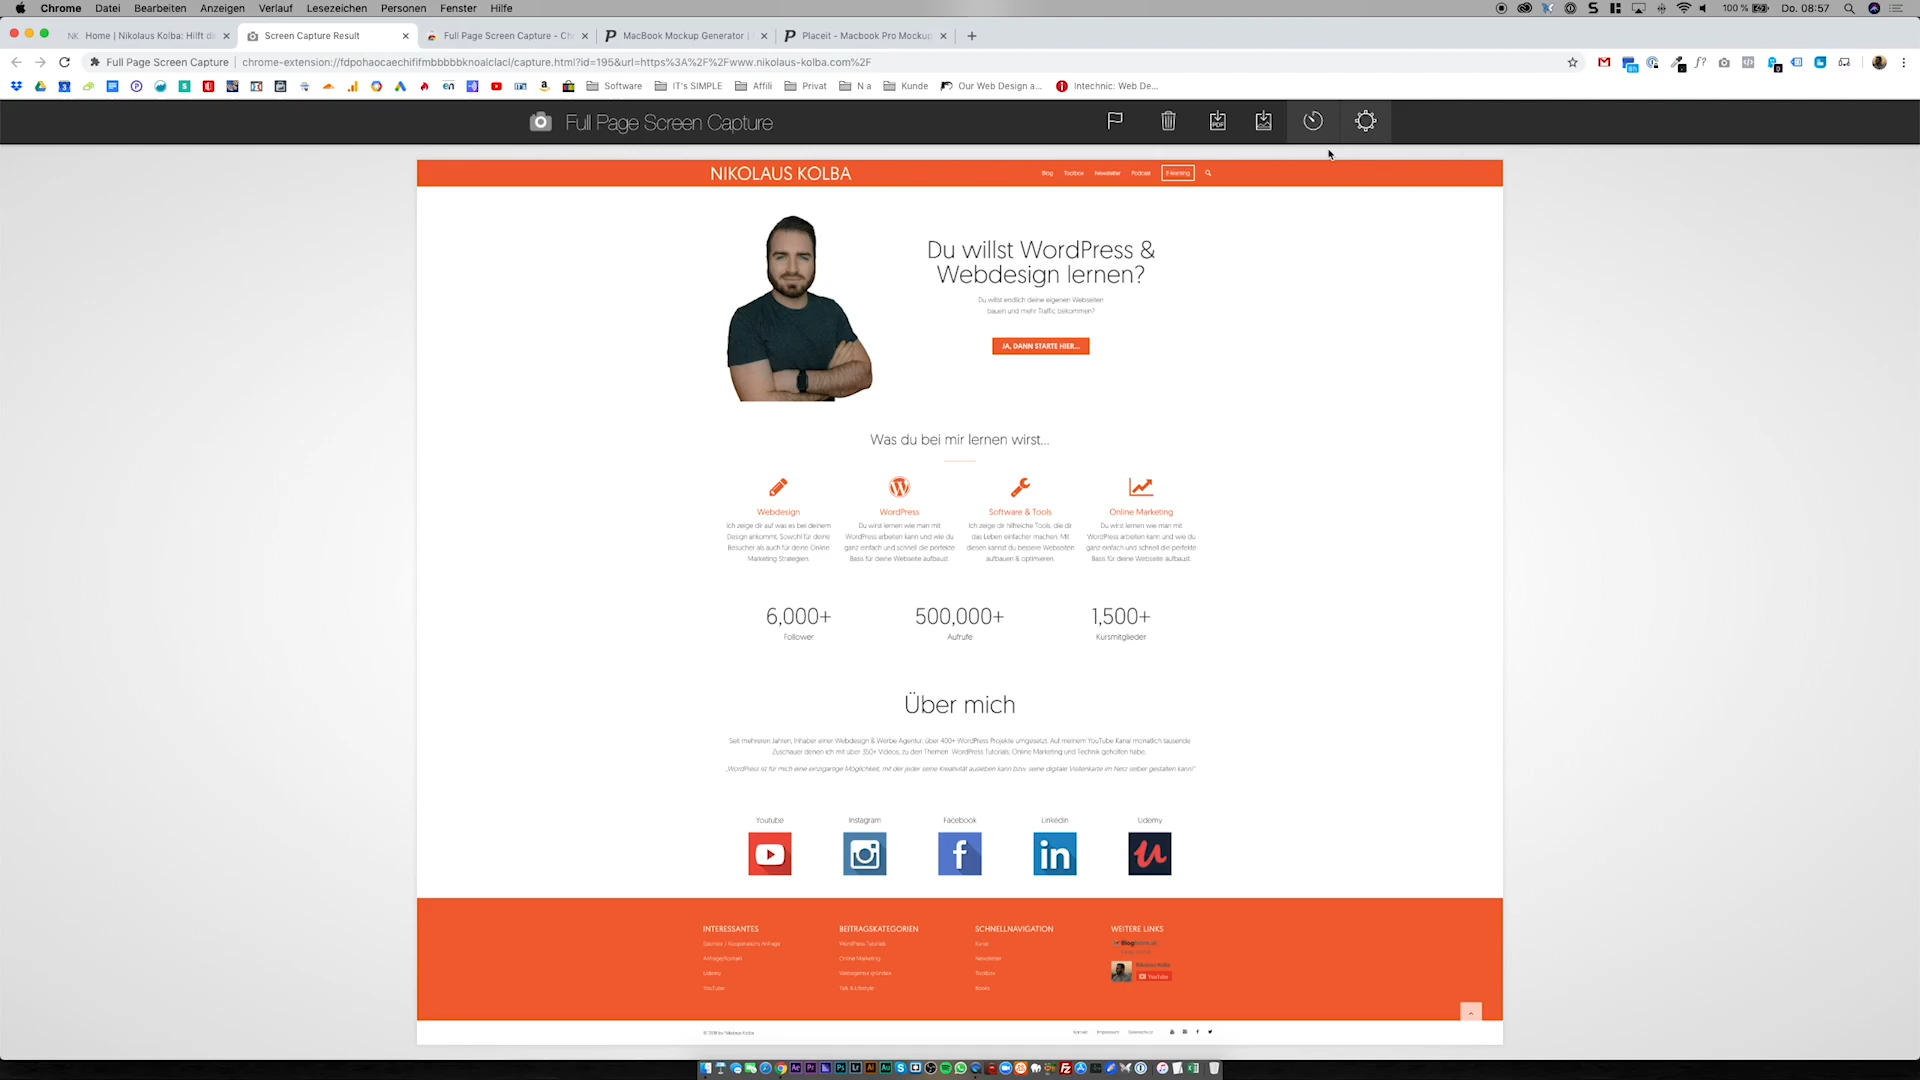 Chrome Datei Bearbeiten Anzeigen Verlauf Lesezeichen Personen Fenster Hilfe
100 % Do. 08:57
NK Home | Nikolaus Kolba: Hilft di
Screen Capture Result
Full Page Screen Capture - Ch
MacBook Mockup Generator |
Placeit - Macbook Pro Mockup
Full Page Screen Capture
chrome-extension://fdpohaocaechififmbbbbbknoalclacl/capture.html?id=195&url=https%3A%2F%2Fwww.nikolaus-kolba.com%2F
Software
IT's SIMPLE
Affili
Privat
N a
Kunde
Our Web Design a...
Intechnic: Web De...
Full Page Screen Capture
PDF
NIKOLAUS KOLBA
Blog Toolbox Newsletter Podcast E-learning
Du willst WordPress &
Webdesign lernen?
Du willst endlich deine eigenen Webseiten
bauen und mehr Traffic bekommen?
JA, DANN STARTE HIER...
Was du bei mir lernen wirst...
Webdesign
Ich zeige dir auf was es bei deinem
Design ankommt. Sowohl für deine
Besucher als auch für deine Online
Marketing Strategien.
WordPress
Du wirst lernen wie man mit
WordPress arbeiten kann und wie du
ganz einfach und schnell die perfekte
Basis für deine Webseite aufbaust.
Software & Tools
Ich zeige dir hilfreiche Tools, die dir
das Leben einfacher machen. Mit
diesen kannst du bessere Webseiten
aufbauen & optimieren.
Online Marketing
Du wirst lernen wie man mit
WordPress arbeiten kann und wie du
ganz einfach und schnell die perfekte
Basis für deine Webseite aufbaust.
6,000+
Follower
500,000+
Aufrufe
1,500+
Kursmitglieder
Über mich
Seit mehreren Jahren, Inhaber einer Webdesign & Werbe Agentur. über 400+ WordPress Projekte umgesetzt. Auf meinem YouTube Kanal monatlich tausende
Zuschauer denen ich mit über 350+ Videos, zu den Themen WordPress Tutorials, Online Marketing und Technik geholfen habe.
„WordPress ist für mich eine einzigartige Möglichkeit, mit der jeder seine Kreativität ausleben kann bzw. seine digitale Visitenkarte im Netz selber gestalten kann!"
Youtube
Instagram
Facebook
Linkedin
Udemy
INTERESSANTES
Anfrage/Kontakt
Udemy
YouTube
BEITRAGSKATEGORIEN
WordPress Tutorials
Online Marketing
Webagentur gründen
Talk & Lifestyle
SCHNELLNAVIGATION
Kurse
Newsletter
Toolbox
Books
WEITERE LINKS
Nikolaus Kolba
YouTube
© 2018 by Nikolaus Kolba
Kontakt Impressum Datenschutz